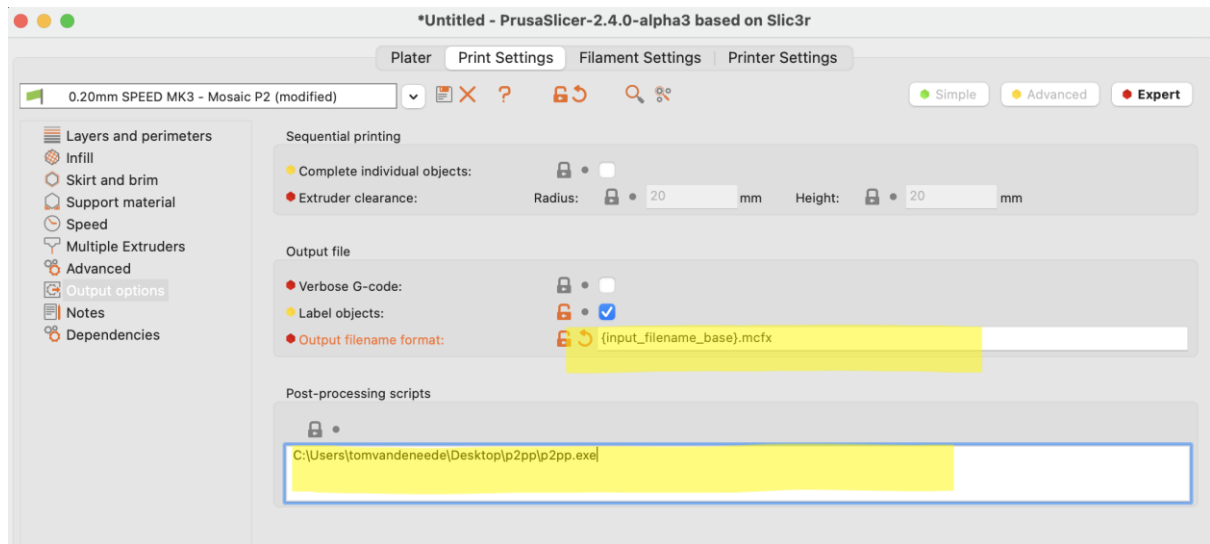 *Untitled - PrusaSlicer-2.4.0-alpha3 based on Slic3r
Plater Print Settings Filament Settings Printer Settings
0.20mm SPEED MK3 - Mosaic P2 (modified) ? Simple Advanced Expert
Layers and perimeters
Infill
Skirt and brim
Support material
Speed
Multiple Extruders
Advanced
Output options
Notes
Dependencies
Sequential printing
Complete individual objects:
Extruder clearance: Radius: 20 mm Height: 20 mm
Output file
Verbose G-code:
Label objects:
Output filename format: {input_filename_base}.mcfx
Post-processing scripts
C:\Users\tomvandeneede\Desktop\p2pp\p2pp.exe